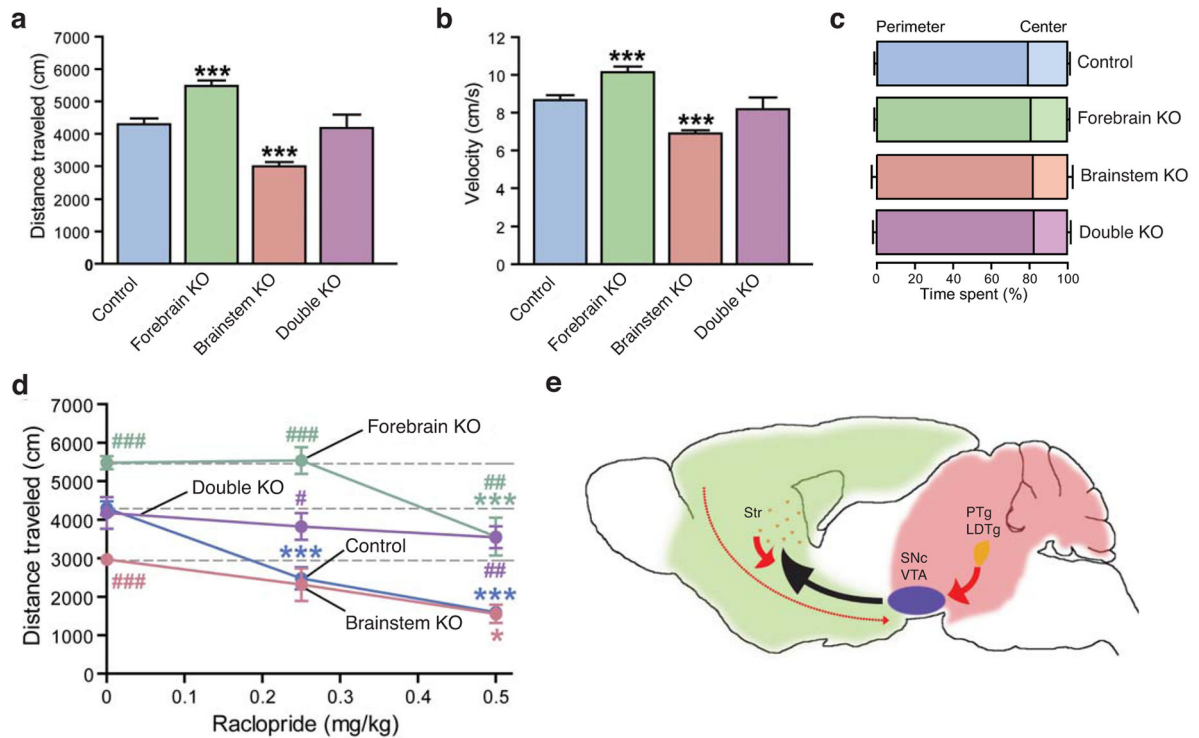 a
Distance traveled (cm)
7000
6000
5000
4000
3000
2000
1000
0
***
***
Control
Forebrain KO
Brainstem KO
Double KO
b
Velocity (cm/s)
12
10
8
6
4
2
0
***
***
Control
Forebrain KO
Brainstem KO
Double KO
c
Perimeter Center
Control
Forebrain KO
Brainstem KO
Double KO
0 20 40 60 80 100
Time spent (%)
d
Distance traveled (cm)
7000
6000
5000
4000
3000
2000
1000
0
###
###
Forebrain KO
##
***
Double KO
#
***
Control
##
***
###
Brainstem KO
*
0 0.1 0.2 0.3 0.4 0.5
Raclopride (mg/kg)
e
Str
PTg
LDTg
SNc
VTA